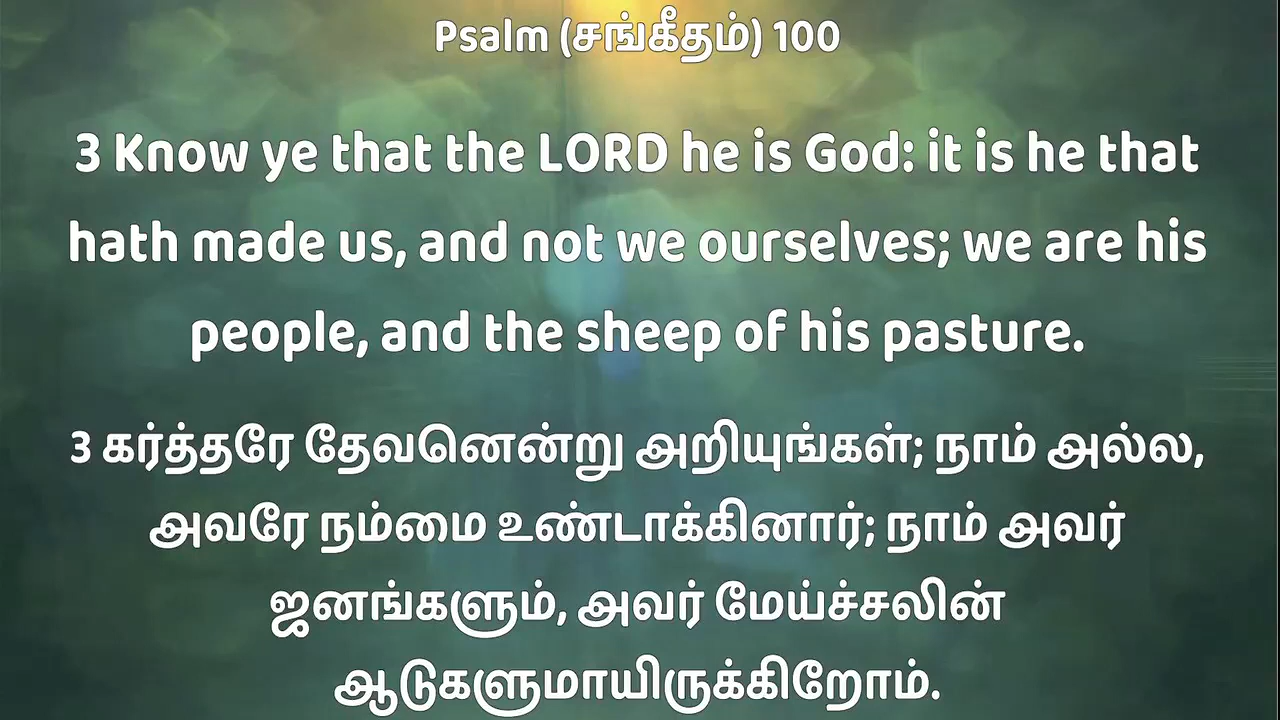 Psalm (சங்கீதம்) 100
3 Know ye that the LORD he is God: it is he that
hath made us, and not we ourselves; we are his
people, and the sheep of his pasture.
3 கர்த்தரே தேவனென்று அறியுங்கள்; நாம் அல்ல,
அவரே நம்மை உண்டாக்கினார்; நாம் அவர்
ஜனங்களும், அவர் மேய்ச்சலின்
ஆடுகளுமாயிருக்கிறோம்.